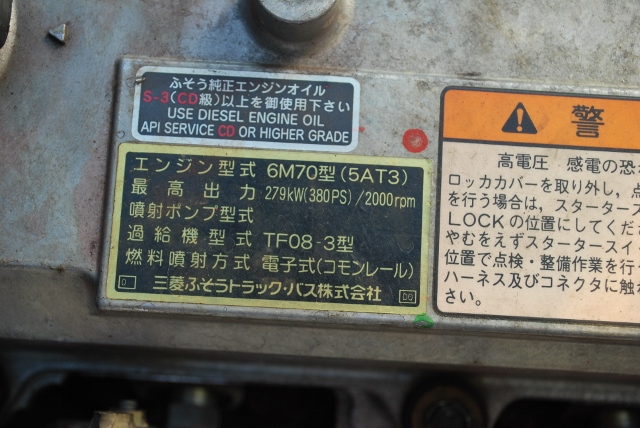 ふそう純正エンジンオイル
S-3(CD級)以上を御使用下さい
USE DIESEL ENGINE OIL
API SERVICE CD OR HIGHER GRADE
エンジン型式 6M70型(5AT3)
最高出力 279kW(380PS)/2000rpm
噴射ポンプ型式
過給機型式 TF08-3型
燃料噴射方式 電子式(コモンレール)
三菱ふそうトラック・バス株式会社
DQ
警
高電圧 感電の恐
ロッカカバーを取り外し、点
を行う場合は、スタータース
LOCKの位置にしてくだ
やむをえずスタータースイ
位置で点検・整備作業を行
ハーネス及びコネクタに触れ
さい。